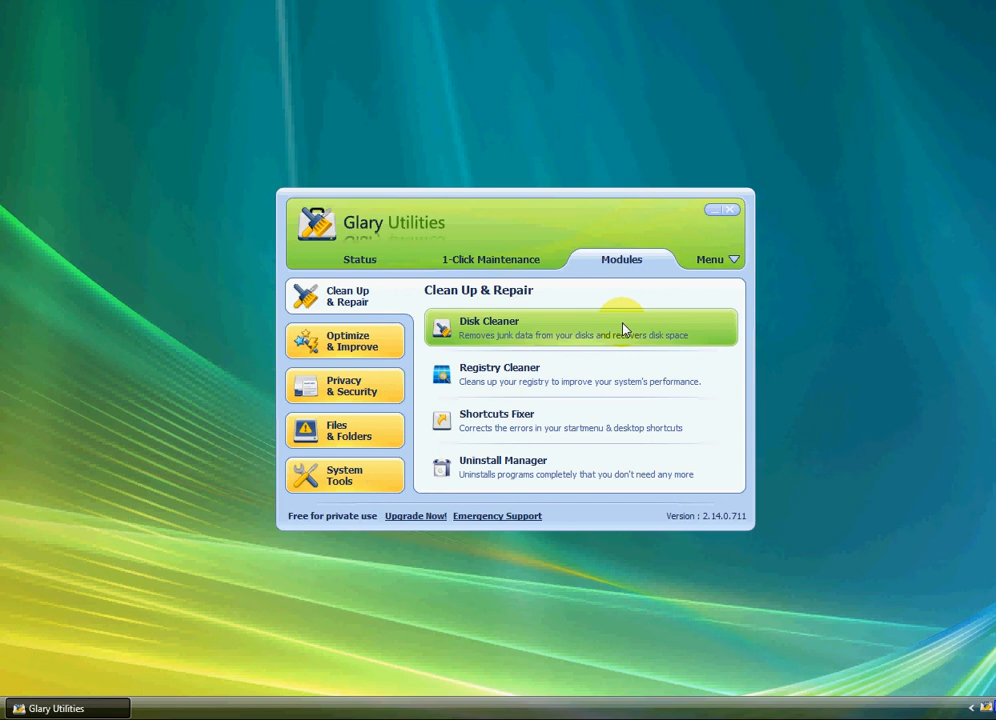 Glary Utilities
Status
1-Click Maintenance
Modules
Menu
Clean Up
& Repair
Optimize
& Improve
Privacy
& Security
Files
& Folders
System
Tools
Clean Up & Repair
Disk Cleaner
Removes junk data from your disks and recovers disk space
Registry Cleaner
Cleans up your registry to improve your system's performance.
Shortcuts Fixer
Corrects the errors in your startmenu & desktop shortcuts
Uninstall Manager
Uninstalls programs completely that you don't need any more
Free for private use Upgrade Now! Emergency Support
Version : 2.14.0.711
Glary Utilities